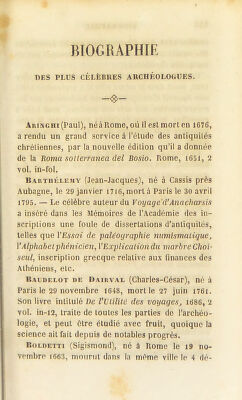 BIOGRAPHIE
DES PLUS CÉLÈBRES ARCHÉOLOGUES.
ARINGHI (Paul), né à Rome, où il est mort en 1676,
a rendu un grand service à l'étude des antiquités
chrétiennes, par la nouvelle édition qu'il a donnée
de la Roma sotterranea del Bosio. Rome, 1651, 2
vol. in-fol.
BARTHÉLEMY (Jean-Jacques), né à Cassis près
Aubagne, le 29 janvier 1716, mort à Paris le 30 avril
1795. — Le célèbre auteur du Voyage d'Anacharsis
a inséré dans les Mémoires de l'Académie des in-
scriptions une foule de dissertations d'antiquités,
telles que l'Essai de paléographie numismatique,
l'Alphabet phénicien, l'Explication du marbre Choi-
seul, inscription grecque relative aux finances des
Athéniens, etc.
BAUDELOT DE DAIRVAL (Charles-César), né à
Paris le 29 novembre 1648, mort le 27 juin 1761.
Son livre intitulé De l'Utilité des voyages, 1686, 2
vol. in-12, traite de toutes les parties de l'archéo-
logie, et peut être étudié avec fruit, quoique la
science ait fait depuis de notables progrès.
BOLDETTI (Sigismond), né à Rome le 19 no-
vembre 1663, mourut dans la même ville le 4 dé-